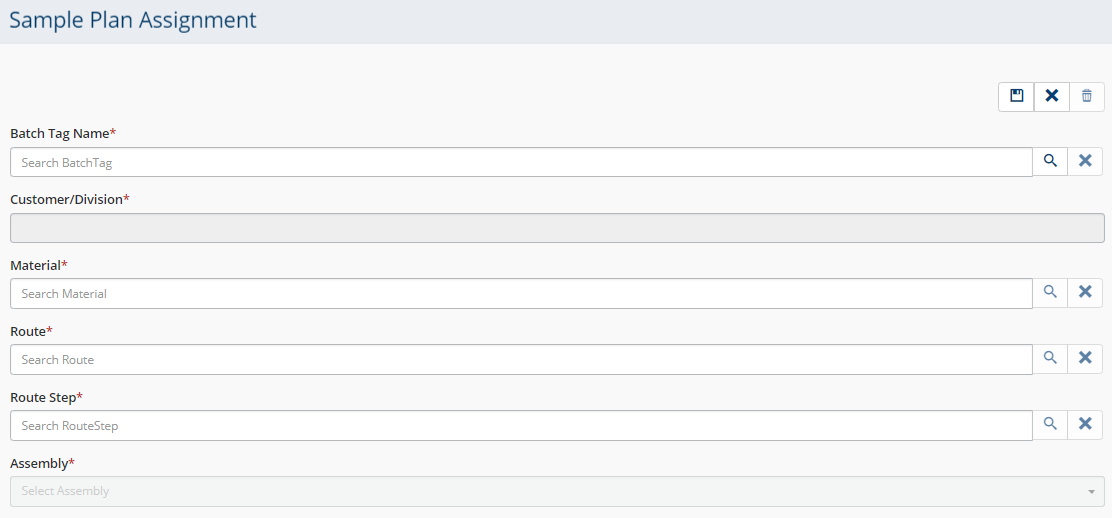 Sample Plan Assignment
Batch Tag Name*
Search BatchTag
Customer/Division*
Material*
Search Material
Route*
Search Route
Route Step*
Search RouteStep
Assembly*
Select Assembly